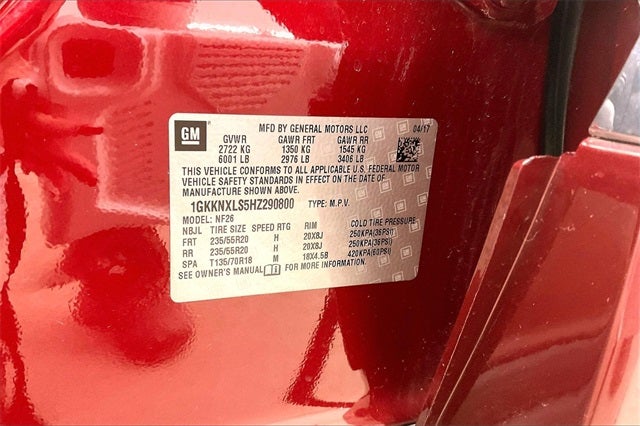 GM
MFD BY GENERAL MOTORS LLC 04/17
GVWR GAWR FRT GAWR RR
2722 KG 1350 KG 1545 KG
6001 LB 2976 LB 3406 LB
THIS VEHICLE CONFORMS TO ALL APPLICABLE U.S. FEDERAL MOTOR
VEHICLE SAFETY STANDARDS IN EFFECT ON THE DATE OF
MANUFACTURE SHOWN ABOVE.
1GKKNXLS5HZ290800 TYPE: M.P.V.
MODEL: NF26
NBJL TIRE SIZE SPEED RTG RIM COLD TIRE PRESSURE
FRT 235/55R20 H 20X8J 250KPA(36PSI)
RR 235/55R20 H 20X8J 250KPA(36PSI)
SPA T135/70R18 M 18X4.5B 420KPA(60PSI)
SEE OWNER'S MANUAL FOR MORE INFORMATION.